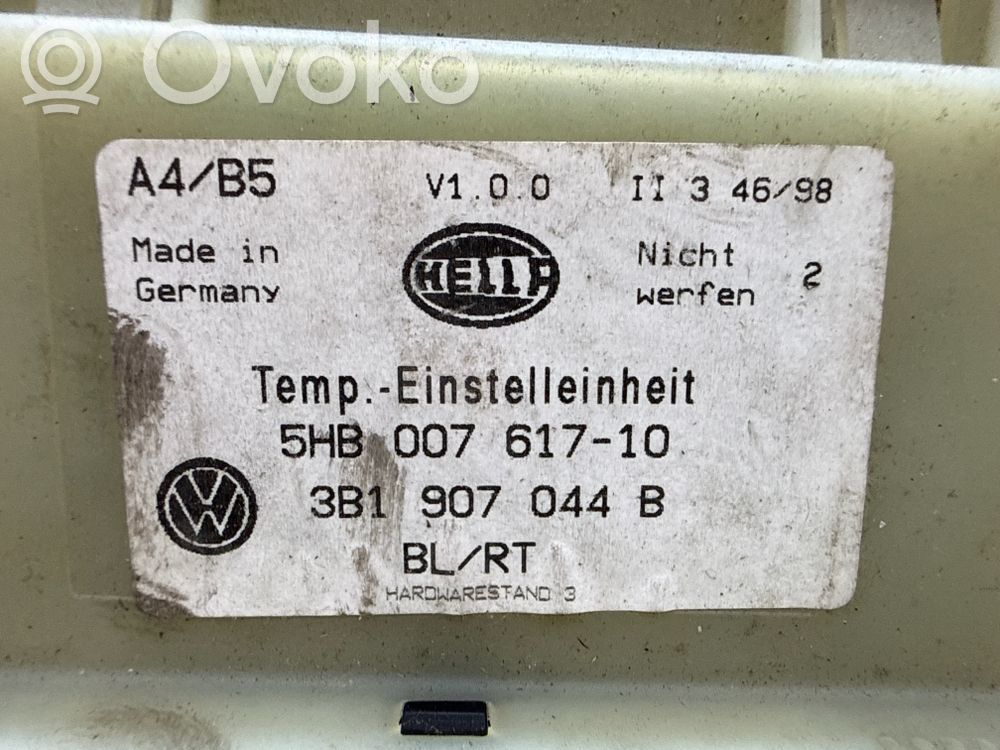 Ovoko
A4/B5 V1.0.0 II 3 46/98
Made in Germany
HELLA
Nicht werfen 2
Temp.-Einstelleinheit
5HB 007 617-10
VW
3B1 907 044 B
BL/RT
HARDWARESTAND 3